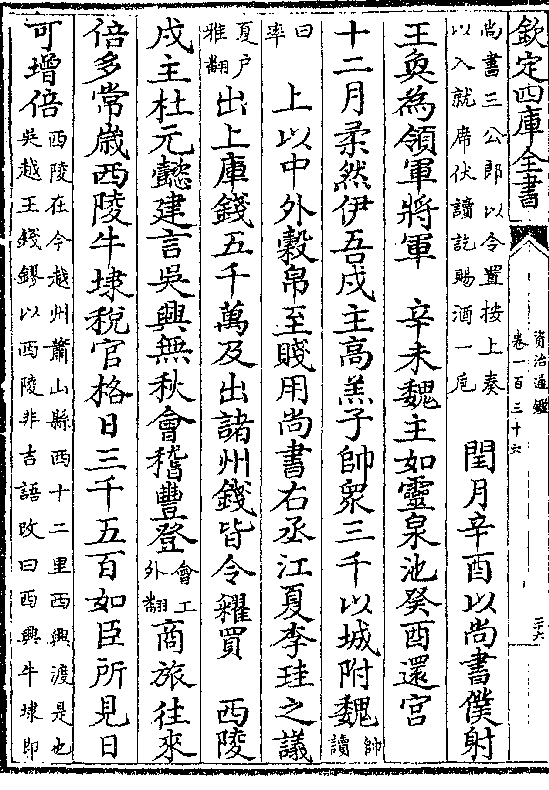 欽定四庫全書
資治通鑑
卷一百三十六
三六
尚書三公郎以令置按上奏
以入就席伏讀訖賜酒一卮
閏月辛酉以尚書僕射
王奐為領軍將軍　辛未魏主如靈泉池癸酉還宫
十二月柔然伊吾戍主高羔子帥衆三千以城附魏
帥
讀
曰
率
上以中外穀帛至賤用尚書右丞江夏李珪之議
夏户
雅翻
出上庫錢五千萬及出諸州錢皆令糴買　西陵
戍主杜元懿建言吳興無秋會稽豐登
會工
外翻
商旅往來
倍多常歲西陵牛埭税官格日三千五百如臣所見日
可増倍
西陵在今越州蕭山縣西十二里西興渡是也
吳越王錢鏐以西陵非吉語改曰西興牛埭即